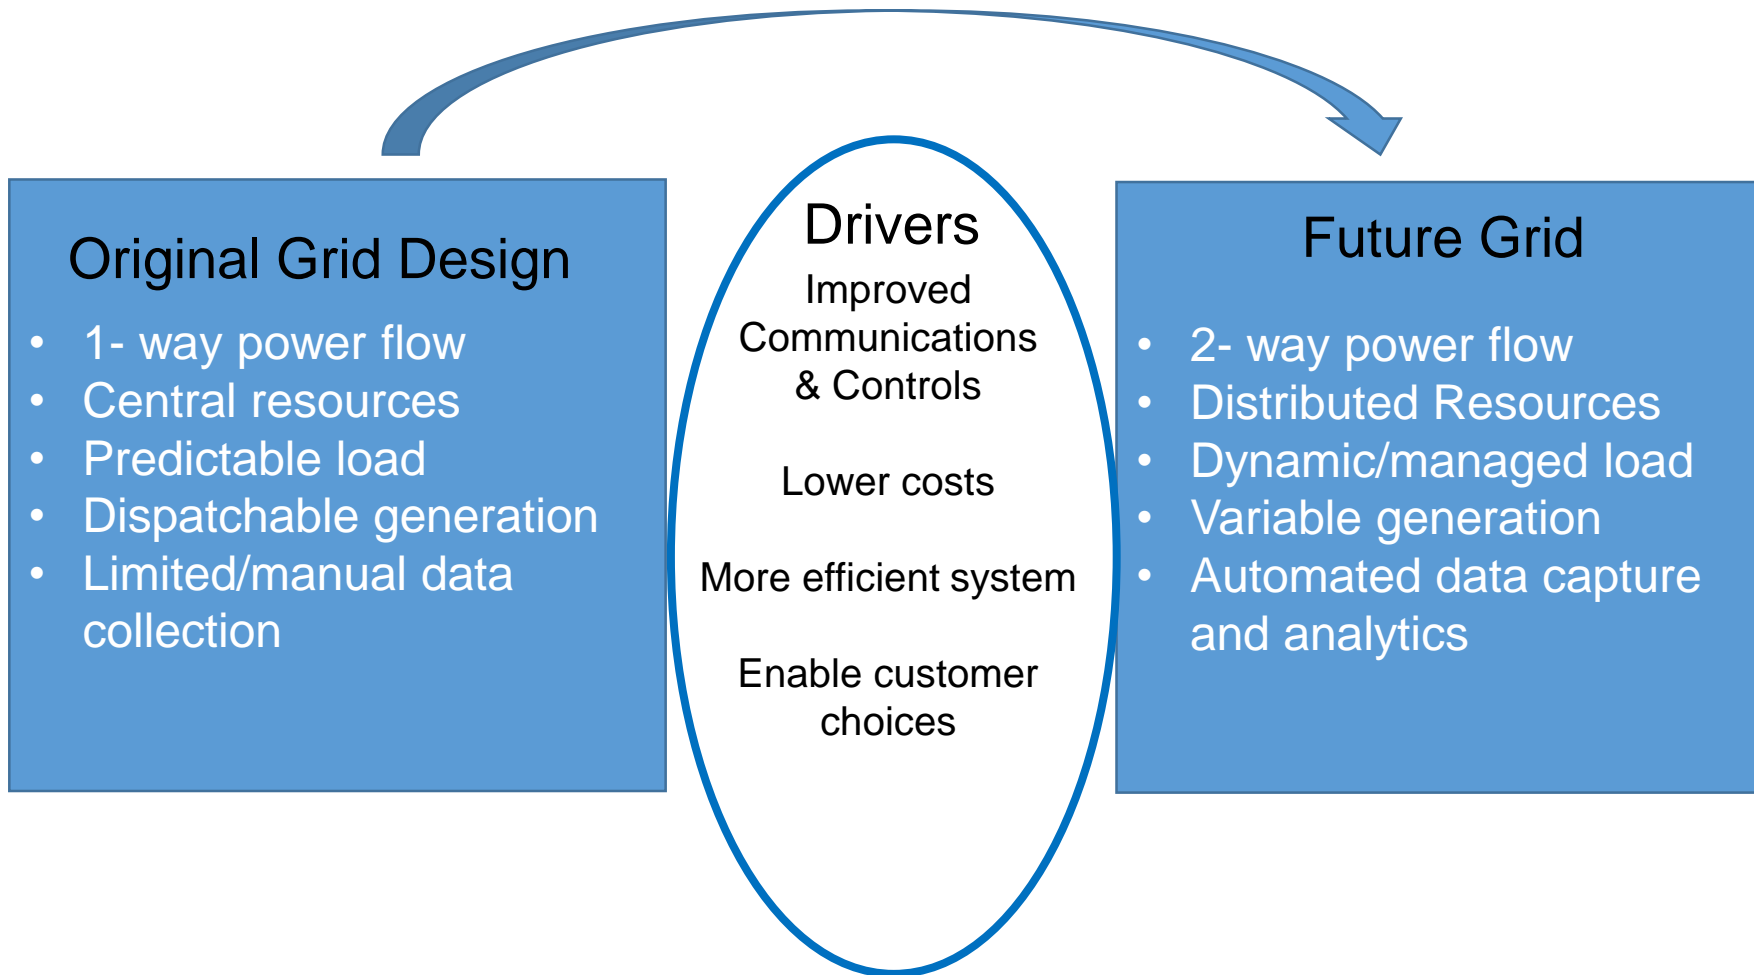 Original Grid Design
• 1- way power flow
• Central resources
• Predictable load
• Dispatchable generation
• Limited/manual data
collection
Drivers
Improved
Communications
& Controls
Lower costs
More efficient system
Enable customer
choices
Future Grid
• 2- way power flow
• Distributed Resources
• Dynamic/managed load
• Variable generation
• Automated data capture
and analytics